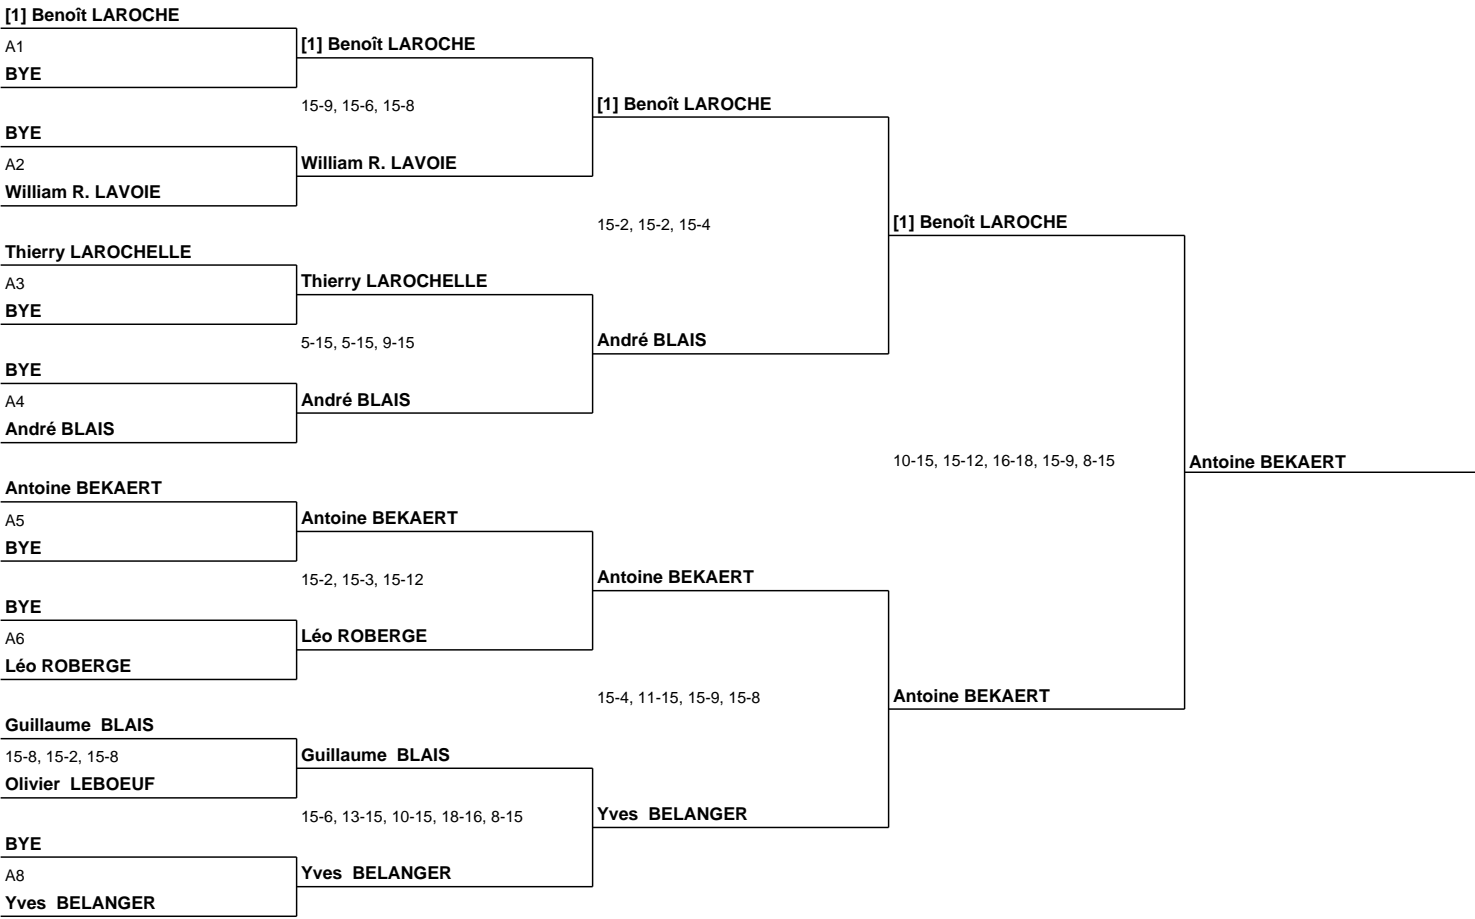 [1] Benoît LAROCHE
A1
BYE
BYE
A2
William R. LAVOIE
Thierry LAROCHELLE
A3
BYE
BYE
A4
André BLAIS
Antoine BEKAERT
A5
BYE
BYE
A6
Léo ROBERGE
Guillaume  BLAIS
15-8, 15-2, 15-8
Olivier  LEBOEUF
BYE
A8
Yves  BELANGER
[1] Benoît LAROCHE
15-9, 15-6, 15-8
William R. LAVOIE
Thierry LAROCHELLE
5-15, 5-15, 9-15
André BLAIS
Antoine BEKAERT
15-2, 15-3, 15-12
Léo ROBERGE
Guillaume  BLAIS
15-6, 13-15, 10-15, 18-16, 8-15
Yves  BELANGER
[1] Benoît LAROCHE
15-2, 15-2, 15-4
André BLAIS
Antoine BEKAERT
15-4, 11-15, 15-9, 15-8
Yves  BELANGER
[1] Benoît LAROCHE
10-15, 15-12, 16-18, 15-9, 8-15
Antoine BEKAERT
Antoine BEKAERT